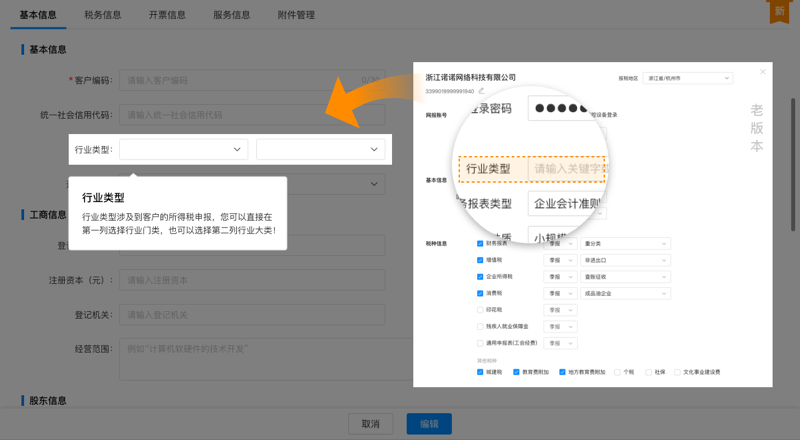 基本信息
税务信息
开票信息
服务信息
附件管理
新
基本信息
*客户编码:
请输入客户编码
统一社会信用代码:
请输入统一社会信用代码
行业类型:
行业类型
行业类型涉及到客户的所得税申报，您可以直接在
第一列选择行业门类，也可以选择第二列行业大类!
工商信息
注册资本（元）:
请输入注册资本
登记机关:
请输入登记机关
经营范围:
例如“计算机软硬件的技术开发”
股东信息
取消
编辑
浙江诺诺网络科技有限公司
报税地区
浙江省/杭州市
3399019999991940
老版本
网报账号
登录密码
行业类型
请输入关键字
基本信息
务报表类型
企业会计准则
小规模
税种信息
财务报表
季报
重分类
增值税
季报
非进出口
企业所得税
季报
查账征收
消费税
季报
成品油企业
印花税
季报
残疾人就业保障金
季报
通用申报表(工会经费)
季报
其他税种
城建税
教育费附加
地方教育费附加
个税
社保
文化事业建设费